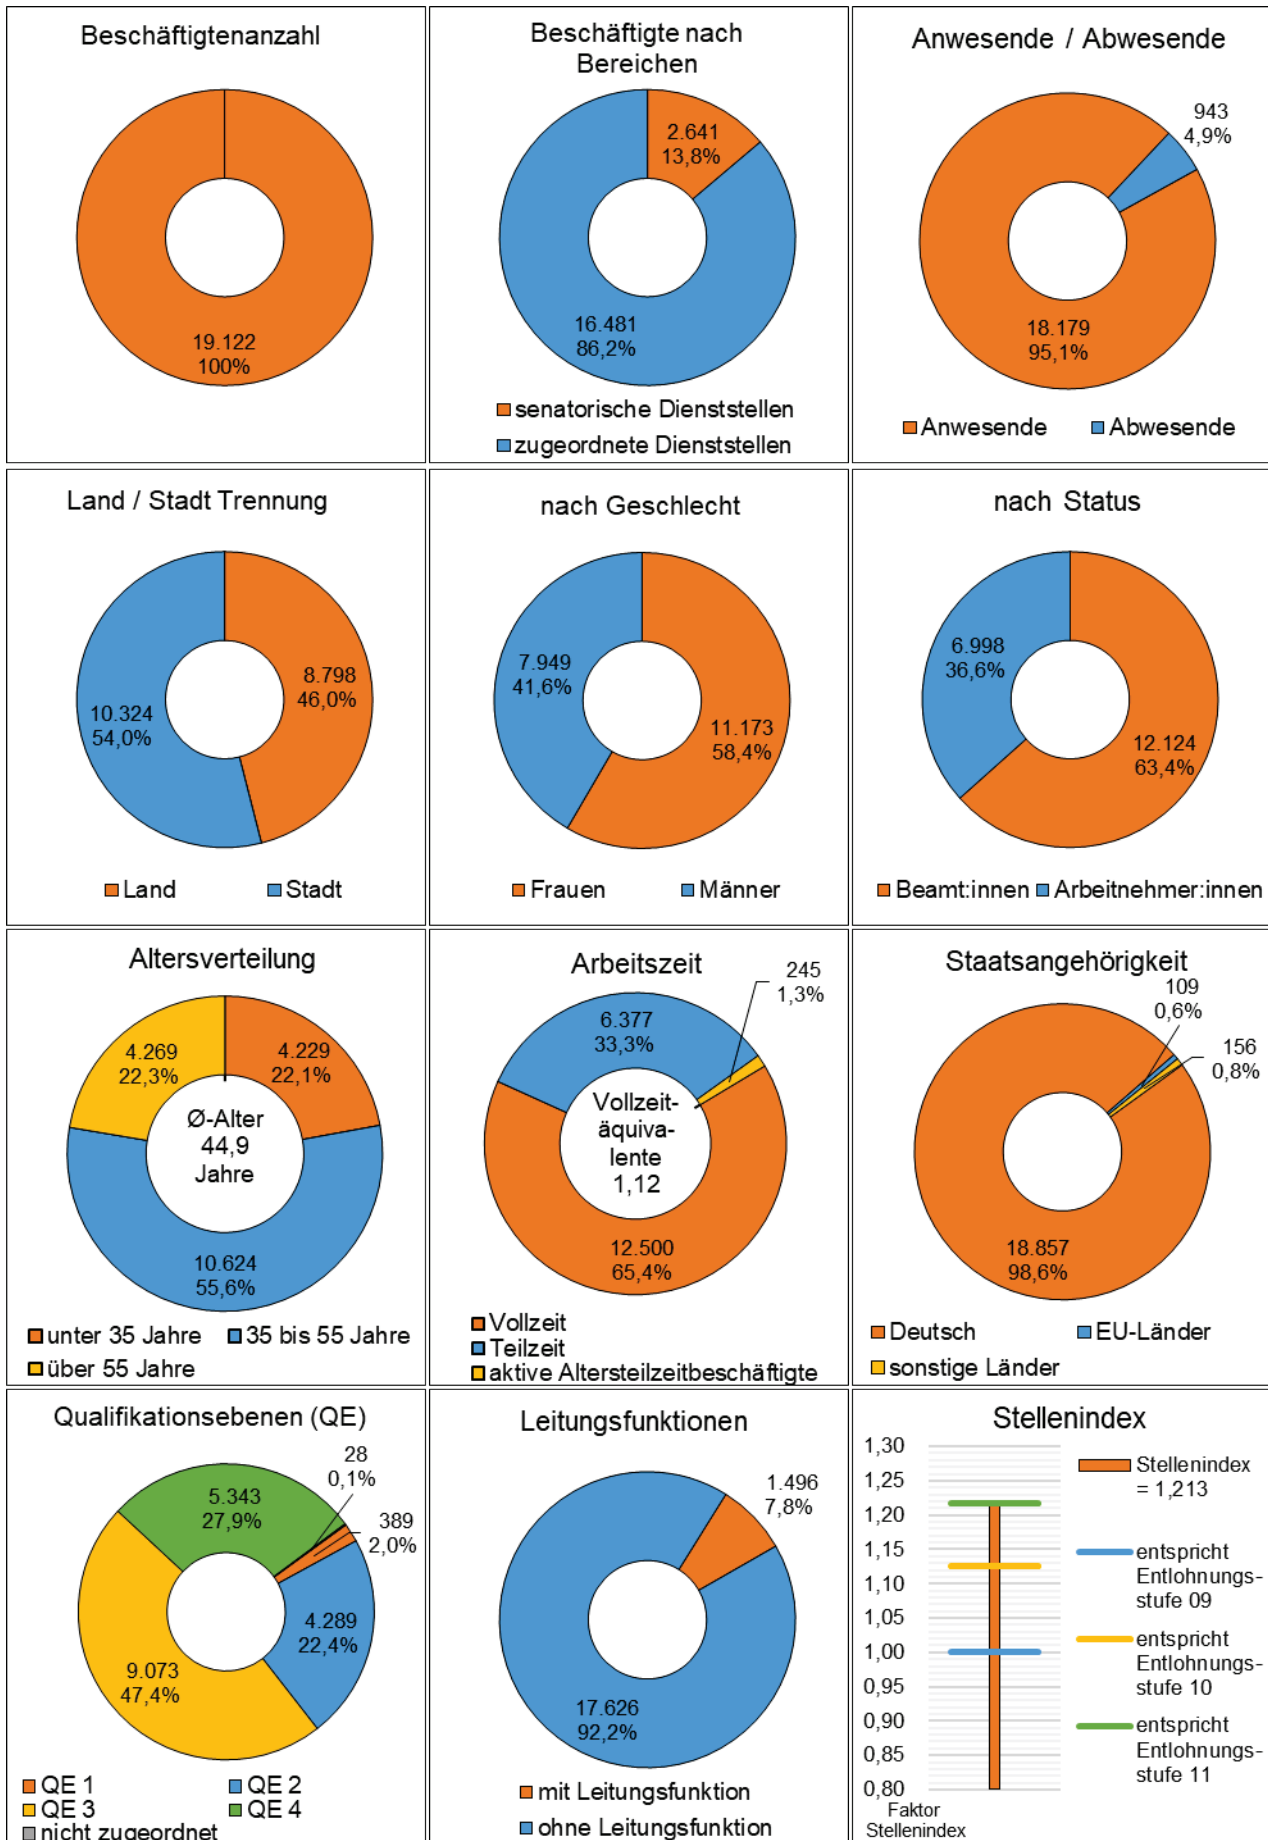 Beschäftigtenanzahl
19.122
100%
Beschäftigte nach
Bereichen
2.641
13,8%
16.481
86,2%
senatorische Dienststellen
zugeordnete Dienststellen
Anwesende / Abwesende
943
4,9%
18.179
95,1%
Anwesende Abwesende
Land / Stadt Trennung
8.798
46,0%
10.324
54,0%
Land Stadt
nach Geschlecht
7.949
41,6%
11.173
58,4%
Frauen Männer
nach Status
6.998
36,6%
12.124
63,4%
Beamt:innen Arbeitnehmer:innen
Altersverteilung
4.269
22,3%
4.229
22,1%
Ø-Alter
44,9
Jahre
10.624
55,6%
unter 35 Jahre 35 bis 55 Jahre
über 55 Jahre
Arbeitszeit
245
1,3%
6.377
33,3%
Vollzeit-
äquiva-
lente
1,12
12.500
65,4%
Vollzeit
Teilzeit
aktive Altersteilzeitbeschäftigte
Staatsangehörigkeit
109
0,6%
156
0,8%
18.857
98,6%
Deutsch EU-Länder
sonstige Länder
Qualifikationsebenen (QE)
28
0,1%
5.343
27,9%
389
2,0%
4.289
22,4%
9.073
47,4%
QE 1 QE 2
QE 3 QE 4
nicht zugeordnet
Leitungsfunktionen
1.496
7,8%
17.626
92,2%
mit Leitungsfunktion
ohne Leitungsfunktion
Stellenindex
1,30
1,25
1,20
1,15
1,10
1,05
1,00
0,95
0,90
0,85
0,80
Faktor
Stellenindex
Stellenindex
= 1,213
entspricht
Entlohnungs-
stufe 09
entspricht
Entlohnungs-
stufe 10
entspricht
Entlohnungs-
stufe 11